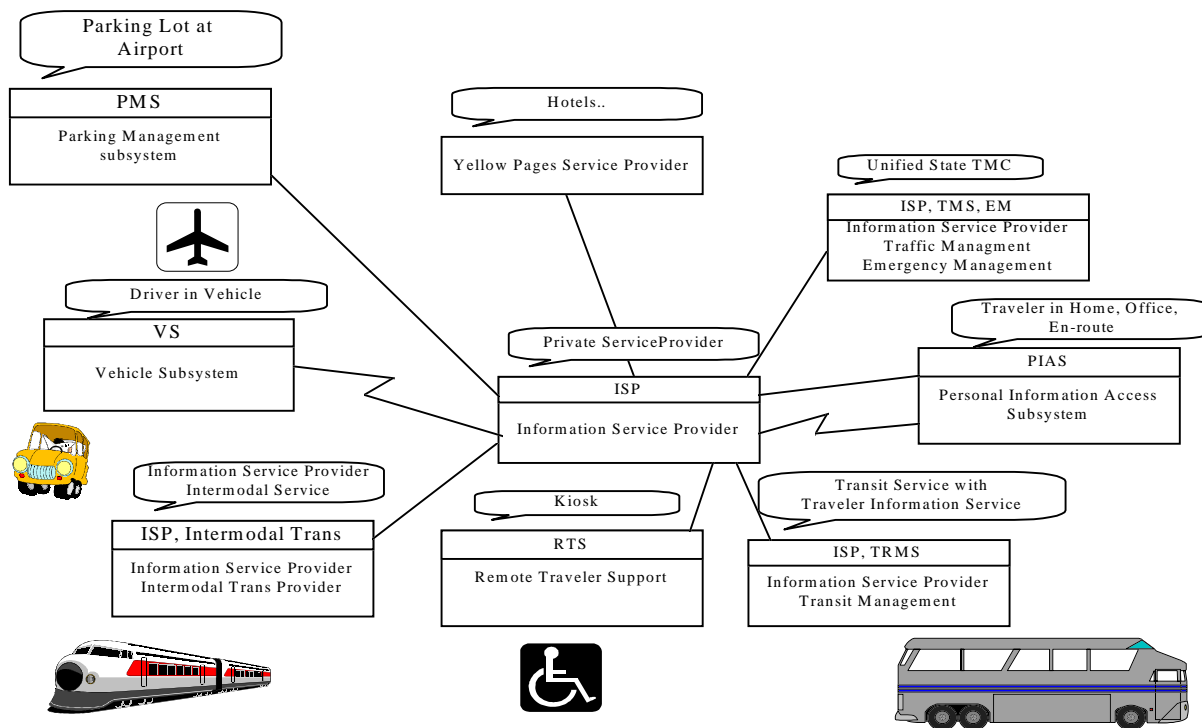 Parking Lot at
Airport
PMS
Parking Management
subsystem
Hotels..
Yellow Pages Service Provider
Unified State TMC
ISP, TMS, EM
Information Service Provider
Traffic Managment
Emergency Management
Driver in Vehicle
VS
Vehicle Subsystem
Private ServiceProvider
ISP
Information Service Provider
Traveler in Home, Office,
En-route
PIAS
Personal Information Access
Subsystem
Information Service Provider
Intermodal Service
ISP, Intermodal Trans
Information Service Provider
Intermodal Trans Provider
Kiosk
RTS
Remote Traveler Support
Transit Service with
Traveler Information Service
ISP, TRMS
Information Service Provider
Transit Management